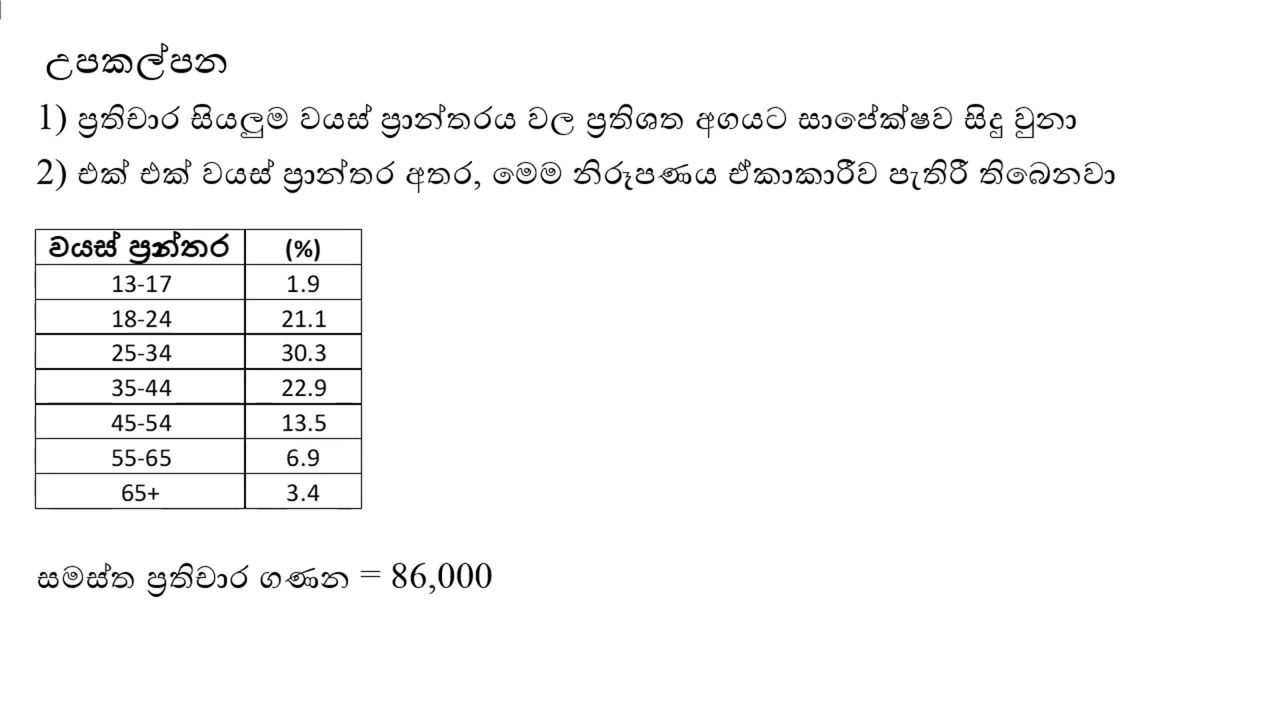 උපකල්පන
1) ප්‍රතිචාර සියලුම වයස් ප්‍රාන්තරය වල ප්‍රතිශත අගයට සාපේක්ෂව සිදු වුනා
2) එක් එක් වයස් ප්‍රාන්තර අතර, මෙම නිරූපණය ඒකාකාරීව පැතිරී තිබෙනවා
වයස් ප්‍රාන්තර (%)
13-17 1.9
18-24 21.1
25-34 30.3
35-44 22.9
45-54 13.5
55-65 6.9
65+ 3.4
සමස්ත ප්‍රතිචාර ගණන = 86,000